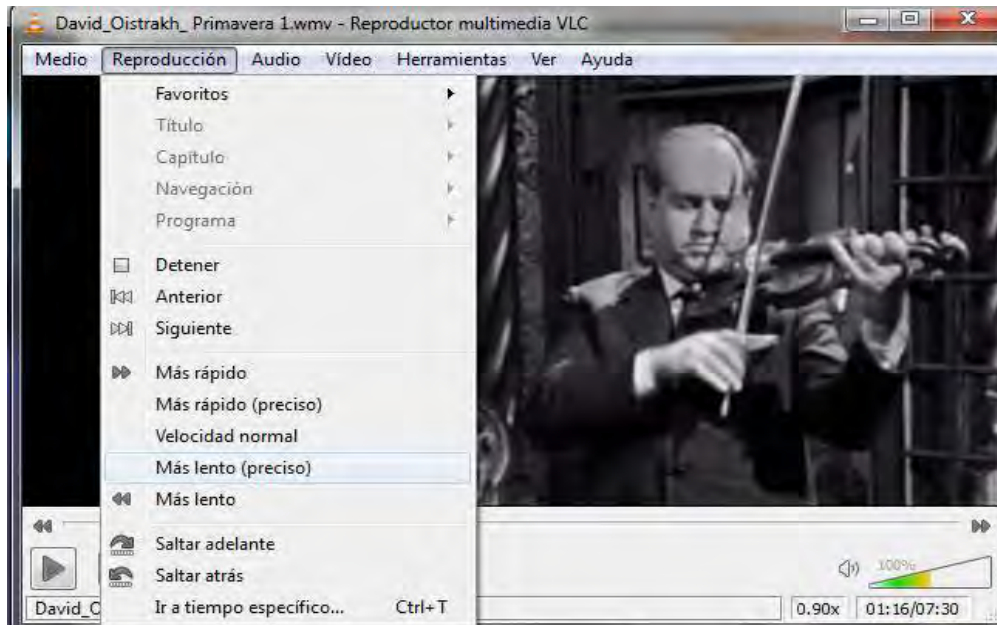 David_Oistrakh_ Primavera 1.wmv - Reproductor multimedia VLC
Medio Reproducción Audio Vídeo Herramientas Ver Ayuda
Favoritos
Título
Capítulo
Navegación
Programa
Detener
Anterior
Siguiente
Más rápido
Más rápido (preciso)
Velocidad normal
Más lento (preciso)
Más lento
Saltar adelante
Saltar atrás
100%
Ir a tiempo específico... Ctrl+T
David_O 0.90x 01:16/07:30